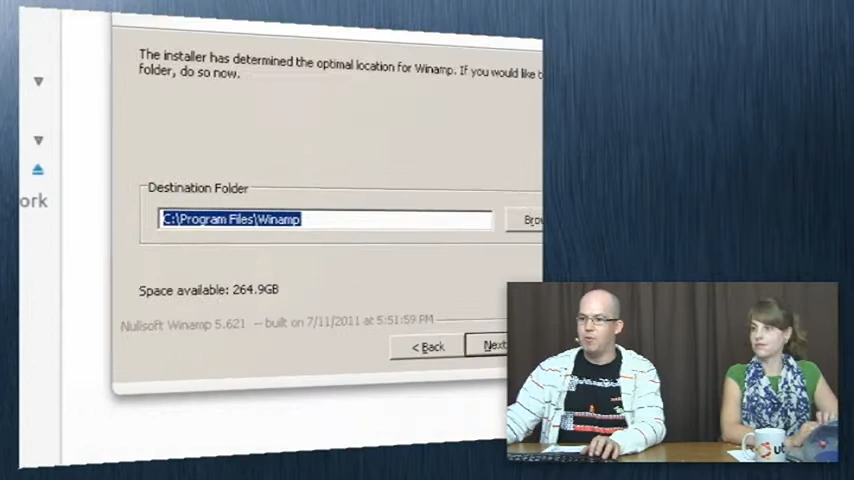 The installer has determined the optimal location for Winamp. If you would like t
folder, do so now.
ork
Destination Folder
C:\Program Files\Winamp
Brow
Space available: 264.9GB
Nullsoft Winamp 5.621 -- built on 7/11/2011 at 5:51:59 PM
< Back
Next
ut